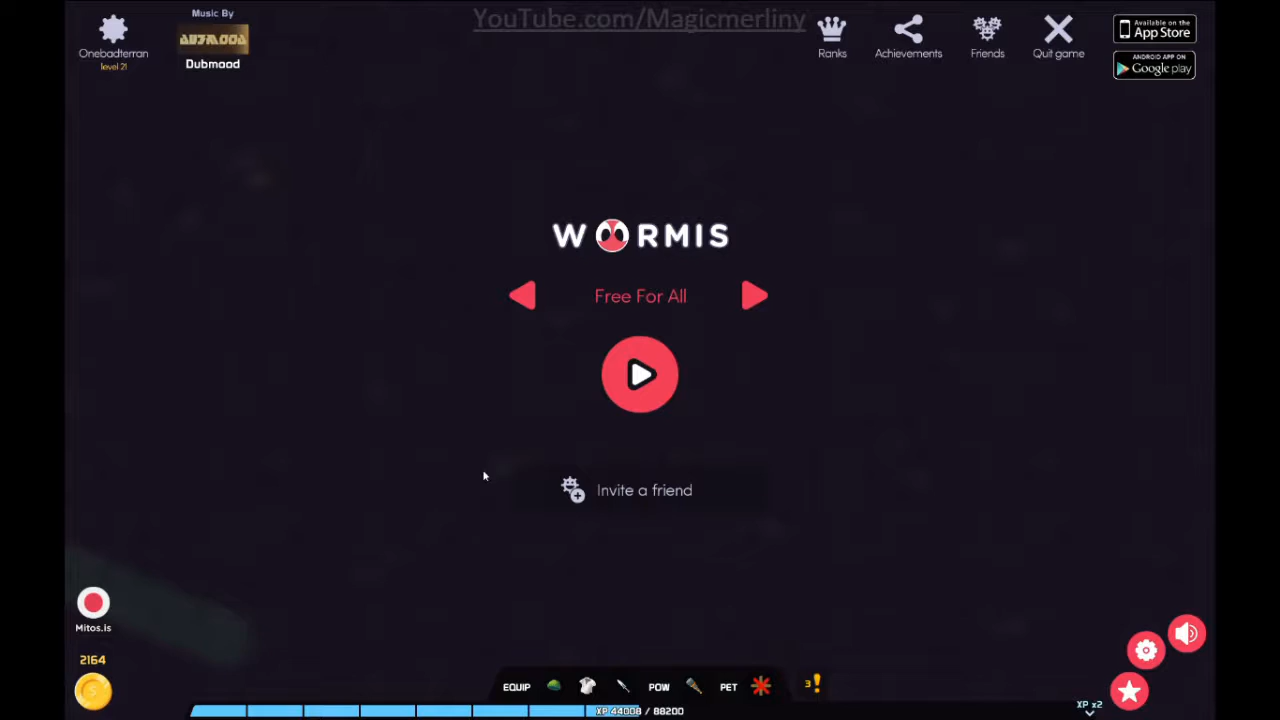 YouTube.com/Magicmerliny
Onebadterran
level 21
Music By
DUBMOOD
Dubmood
Ranks
Achievements
Friends
Quit game
Available on the
App Store
ANDROID APP ON
Google play
WORMIS
Free For All
Invite a friend
Mitos.is
2164
EQUIP
POW
PET
3!
XP 44008 / 88200
XP x2